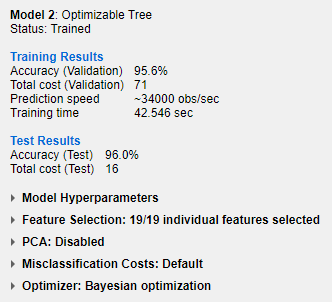 Model 2: Optimizable Tree
Status: Trained
Training Results
Accuracy (Validation) 95.6%
Total cost (Validation) 71
Prediction speed ~34000 obs/sec
Training time 42.546 sec
Test Results
Accuracy (Test) 96.0%
Total cost (Test) 16
Model Hyperparameters
Feature Selection: 19/19 individual features selected
PCA: Disabled
Misclassification Costs: Default
Optimizer: Bayesian optimization